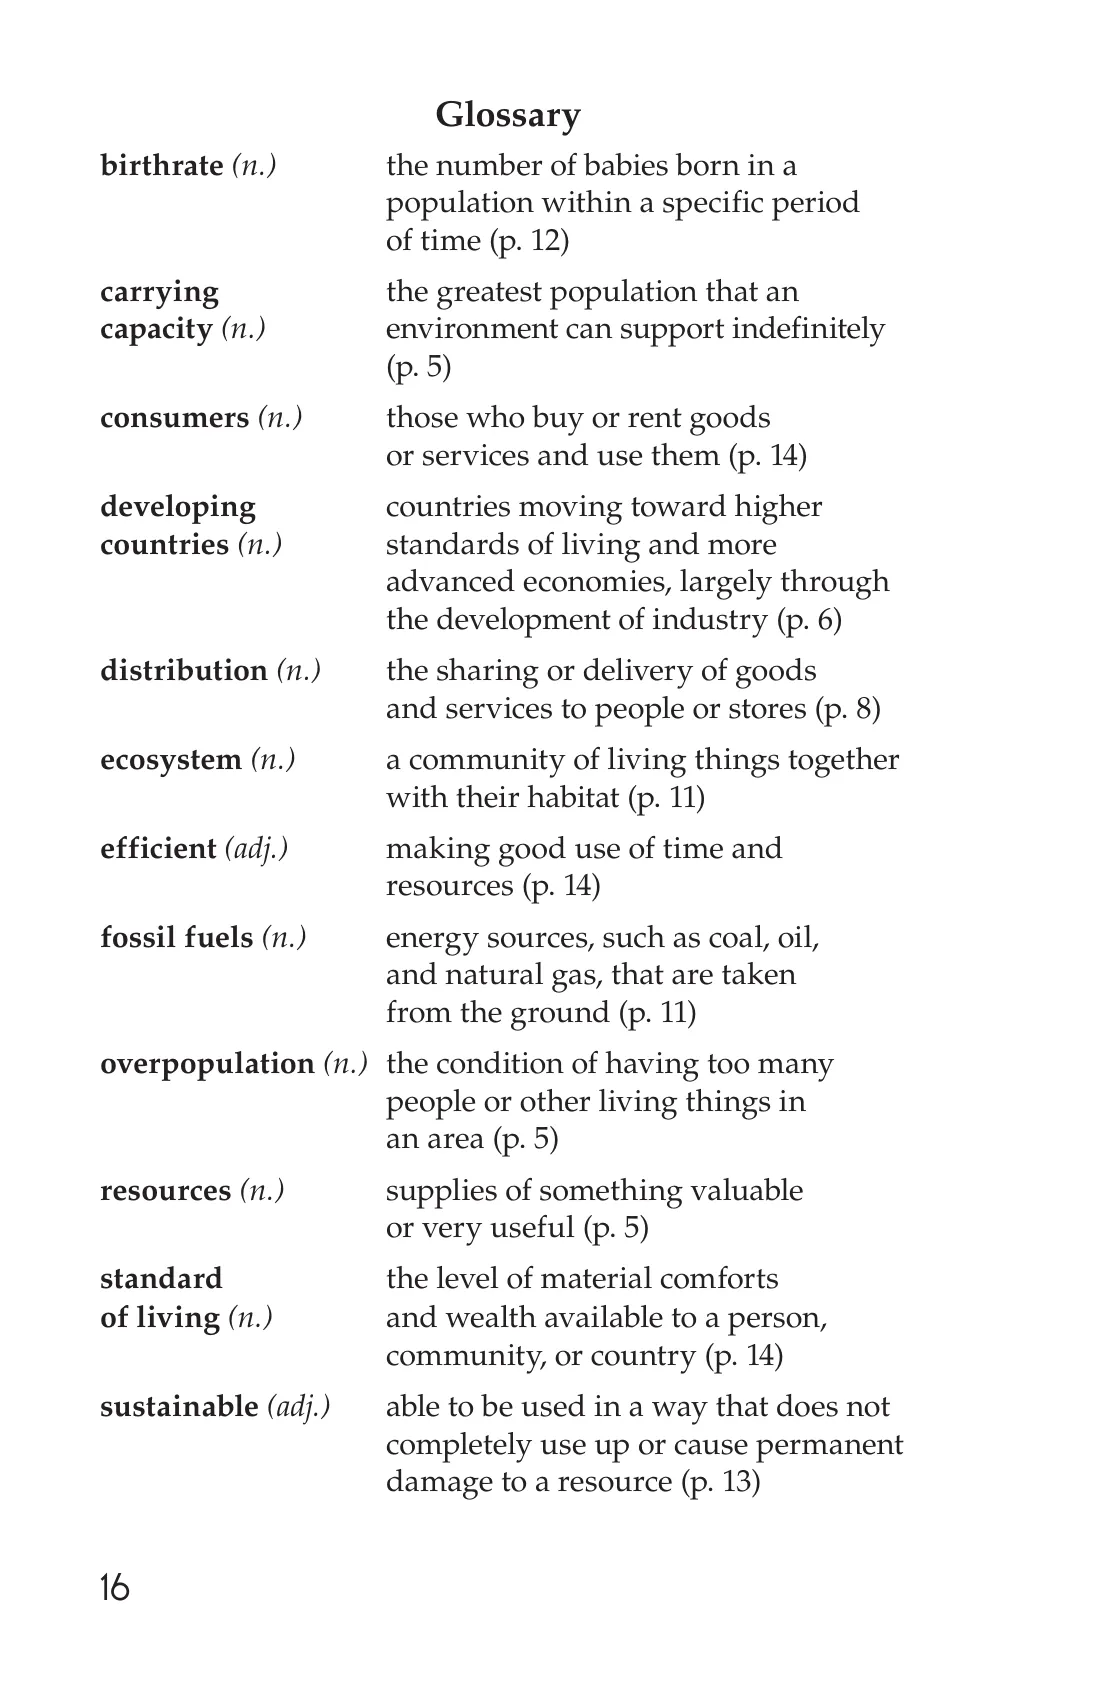 Glossary
birthrate (n.) the number of babies born in a
population within a specific period
of time (p. 12)
carrying the greatest population that an
capacity (n.) environment can support indefinitely
(p. 5)
consumers (n.) those who buy or rent goods
or services and use them (p. 14)
developing countries moving toward higher
countries (n.) standards of living and more
advanced economies, largely through
the development of industry (p. 6)
distribution (n.) the sharing or delivery of goods
and services to people or stores (p. 8)
ecosystem (n.) a community of living things together
with their habitat (p. 11)
efficient (adj.) making good use of time and
resources (p. 14)
fossil fuels (n.) energy sources, such as coal, oil,
and natural gas, that are taken
from the ground (p. 11)
overpopulation (n.) the condition of having too many
people or other living things in
an area (p. 5)
resources (n.) supplies of something valuable
or very useful (p. 5)
standard the level of material comforts
of living (n.) and wealth available to a person,
community, or country (p. 14)
sustainable (adj.) able to be used in a way that does not
completely use up or cause permanent
damage to a resource (p. 13)
16